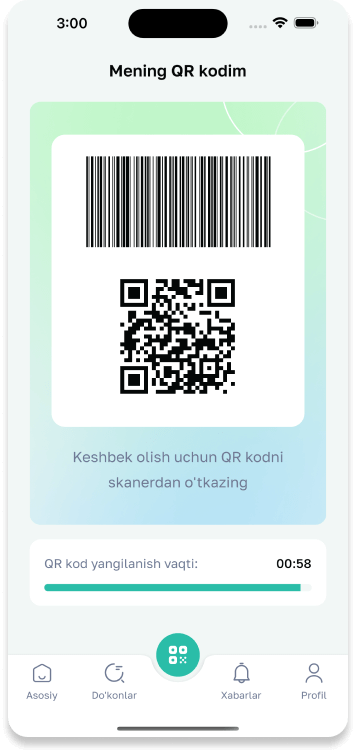 3:00
Mening QR kodim
Keshbek olish uchun QR kodni
skanerdan o'tkazing
QR kod yangilanish vaqti: 00:58
Asosiy Do'konlar Xabarlar Profil